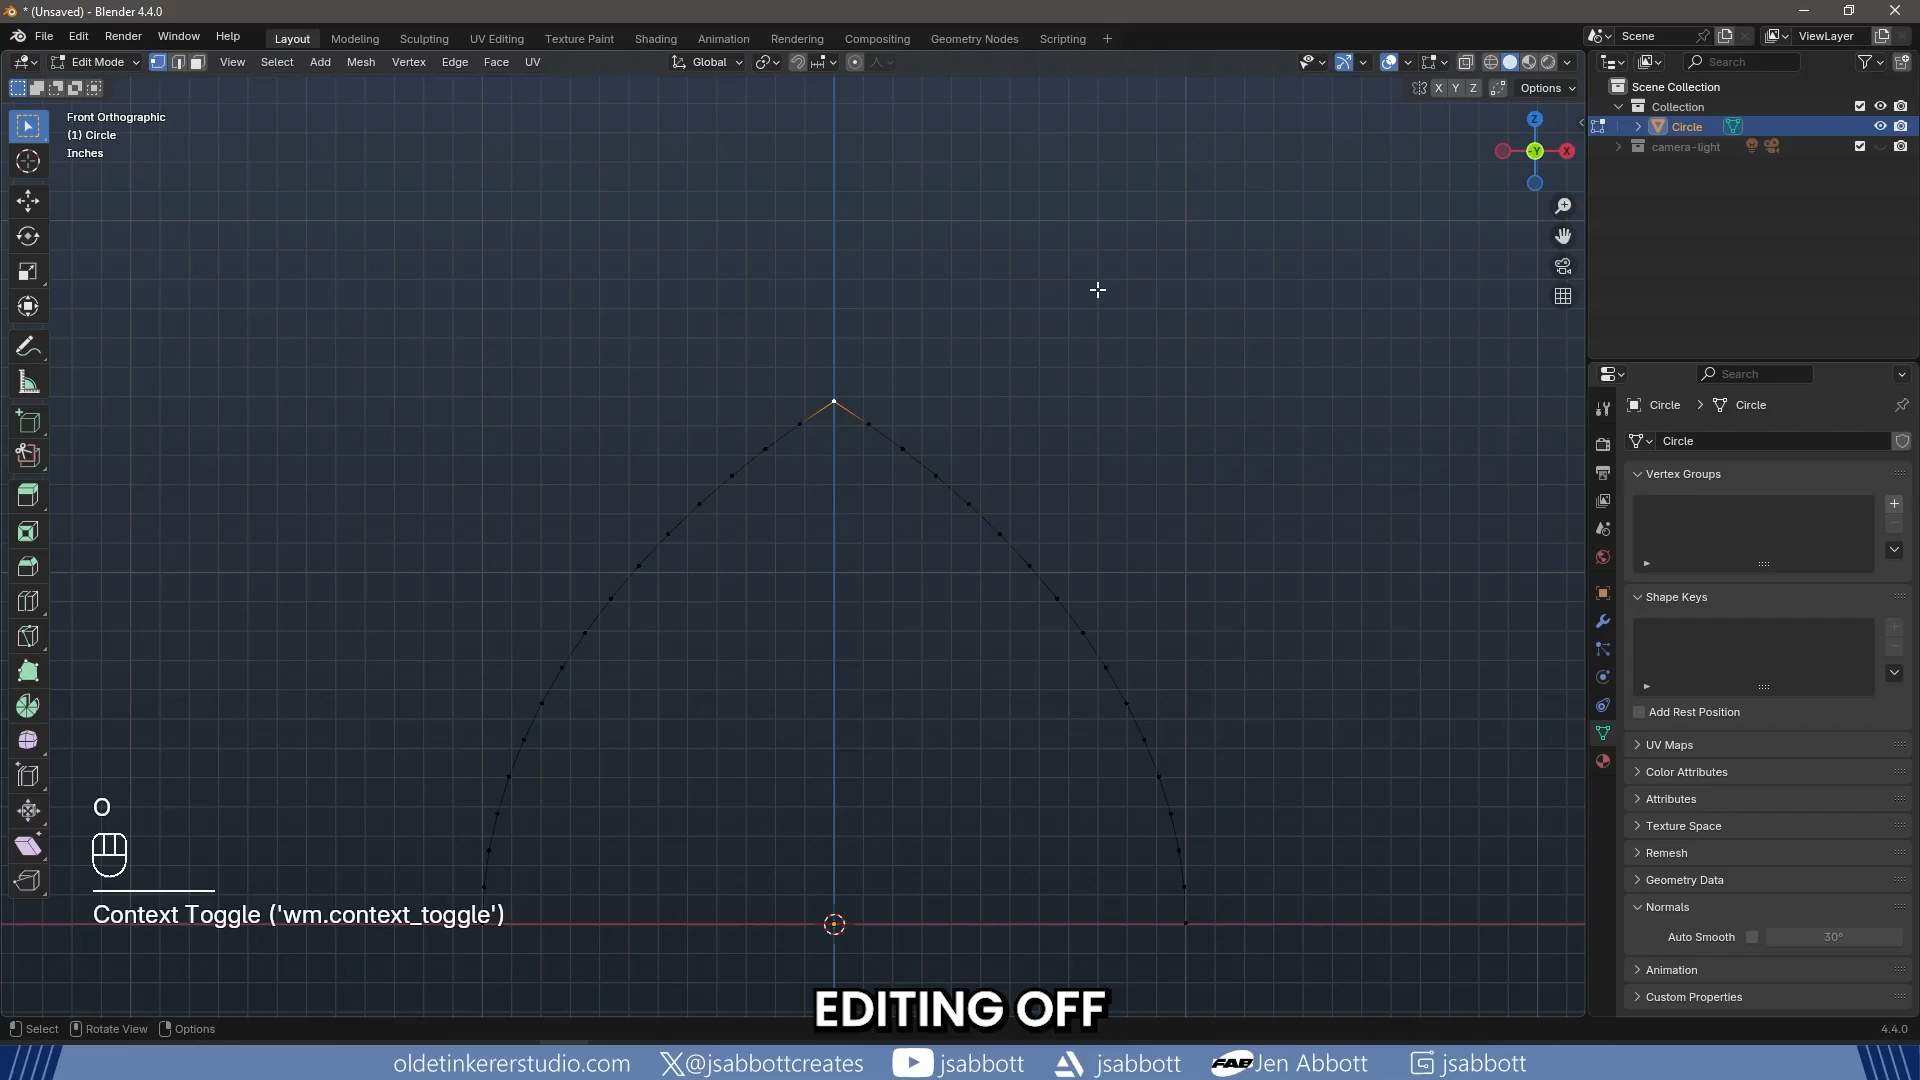 * (Unsaved) - Blender 4.4.0
File Edit Render Window Help Layout Modeling Sculpting UV Editing Texture Paint Shading Animation Rendering Compositing Geometry Nodes Scripting + Scene ViewLayer
Edit Mode View Select Add Mesh Vertex Edge Face UV Global Search
X Y Z Options
Scene Collection
Collection
Circle
camera-light
Front Orthographic
(1) Circle
Inches
Z
-Y X
Search
Circle > Circle
Circle
Vertex Groups
Shape Keys
Add Rest Position
UV Maps
Color Attributes
Attributes
Texture Space
Remesh
Geometry Data
Normals
Auto Smooth 30°
Animation
Custom Properties
O
Context Toggle ('wm.context_toggle')
EDITING OFF
Select Rotate View Options 4.4.0
oldetinkererstudio.com @jsabbottcreates jsabbott jsabbott FAB Jen Abbott jsabbott